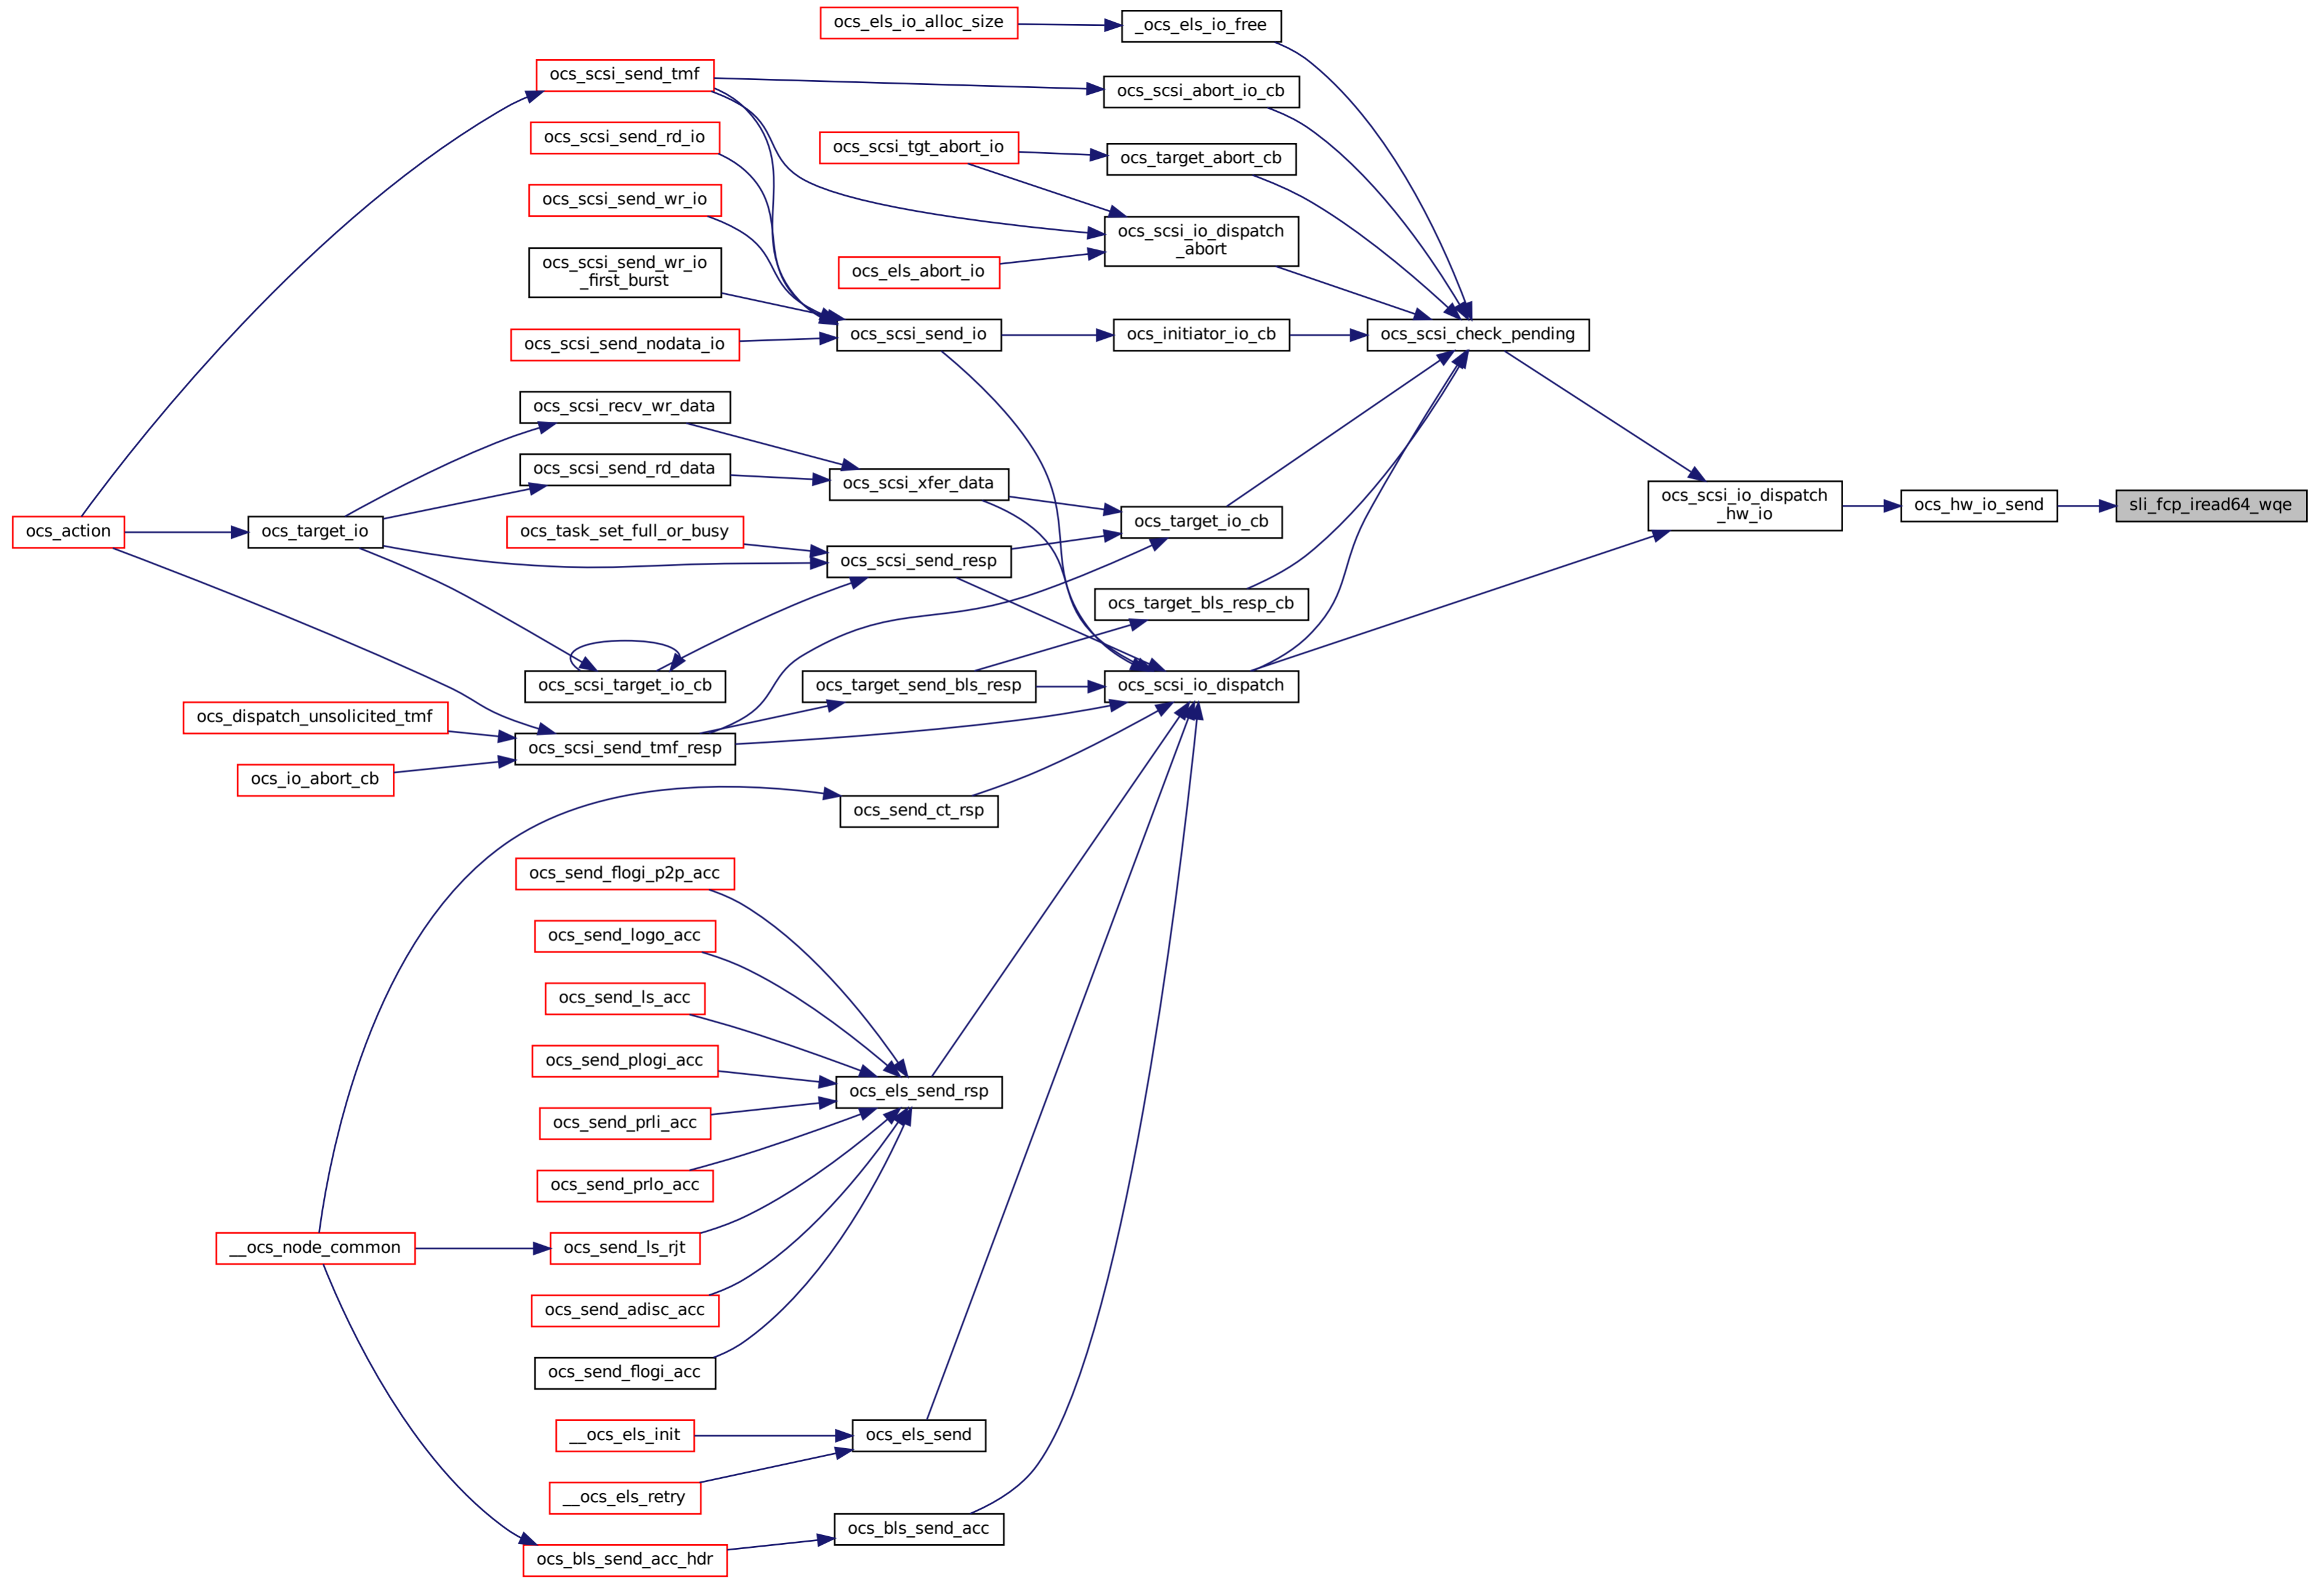 ocs_els_io_alloc_size
_ocs_els_io_free
ocs_scsi_send_tmf
ocs_scsi_abort_io_cb
ocs_scsi_send_rd_io
ocs_scsi_tgt_abort_io
ocs_target_abort_cb
ocs_scsi_send_wr_io
ocs_scsi_io_dispatch
_abort
ocs_scsi_send_wr_io
_first_burst
ocs_els_abort_io
ocs_scsi_send_nodata_io
ocs_scsi_send_io
ocs_initiator_io_cb
ocs_scsi_check_pending
ocs_scsi_recv_wr_data
ocs_scsi_send_rd_data
ocs_scsi_xfer_data
ocs_scsi_io_dispatch
_hw_io
ocs_hw_io_send
sli_fcp_iread64_wqe
ocs_action
ocs_target_io
ocs_task_set_full_or_busy
ocs_target_io_cb
ocs_scsi_send_resp
ocs_target_bls_resp_cb
ocs_scsi_target_io_cb
ocs_target_send_bls_resp
ocs_scsi_io_dispatch
ocs_dispatch_unsolicited_tmf
ocs_scsi_send_tmf_resp
ocs_io_abort_cb
ocs_send_ct_rsp
ocs_send_flogi_p2p_acc
ocs_send_logo_acc
ocs_send_ls_acc
ocs_send_plogi_acc
ocs_els_send_rsp
ocs_send_prli_acc
ocs_send_prlo_acc
__ocs_node_common
ocs_send_ls_rjt
ocs_send_adisc_acc
ocs_send_flogi_acc
__ocs_els_init
ocs_els_send
__ocs_els_retry
ocs_bls_send_acc
ocs_bls_send_acc_hdr